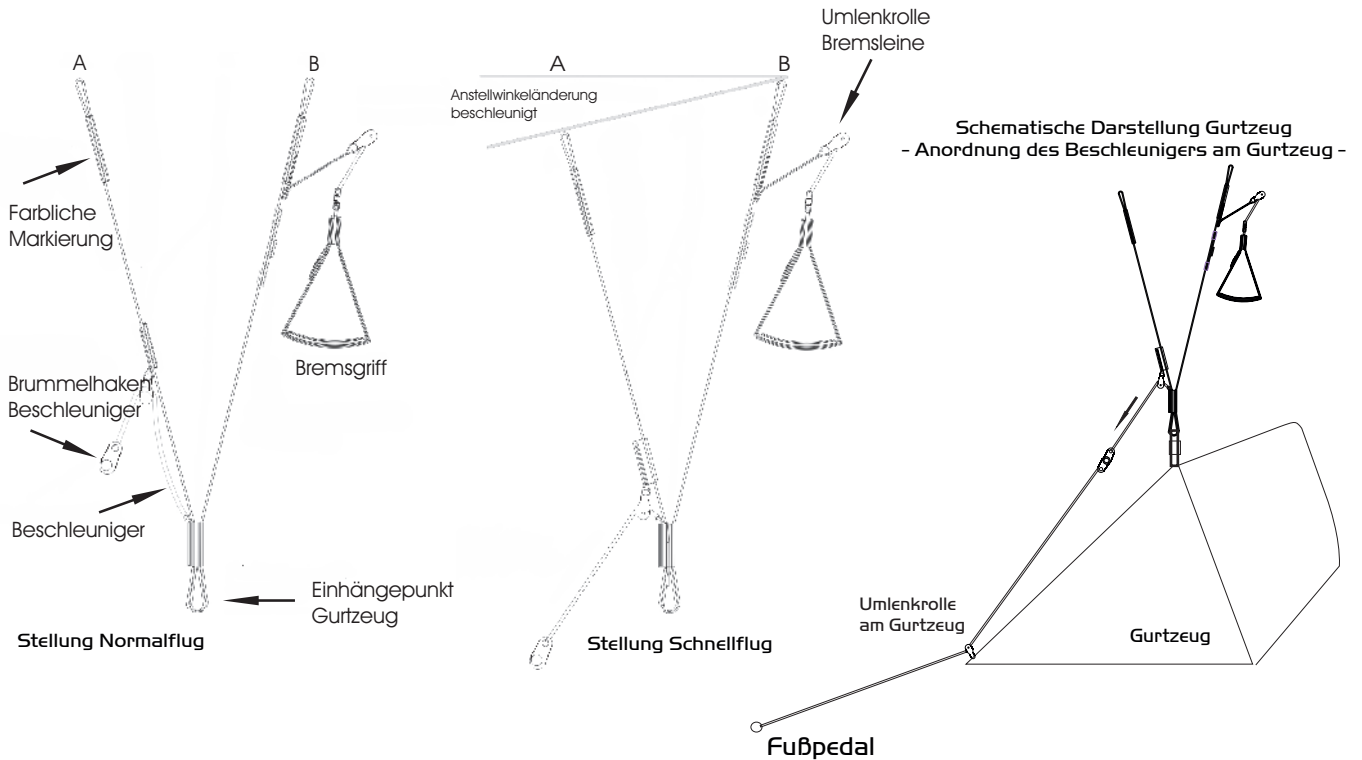 A
B
Farbliche
Markierung
Brummelhaken
Beschleuniger
Beschleuniger
Bremsgriff
Einhängepunkt
Gurtzeug
Stellung Normalflug
A
B
Anstellwinkeländerung
beschleunigt
Umlenkrolle
Bremsleine
Stellung Schnellflug
Schematische Darstellung Gurtzeug
- Anordnung des Beschleunigers am Gurtzeug -
Umlenkrolle
am Gurtzeug
Gurtzeug
Fußpedal